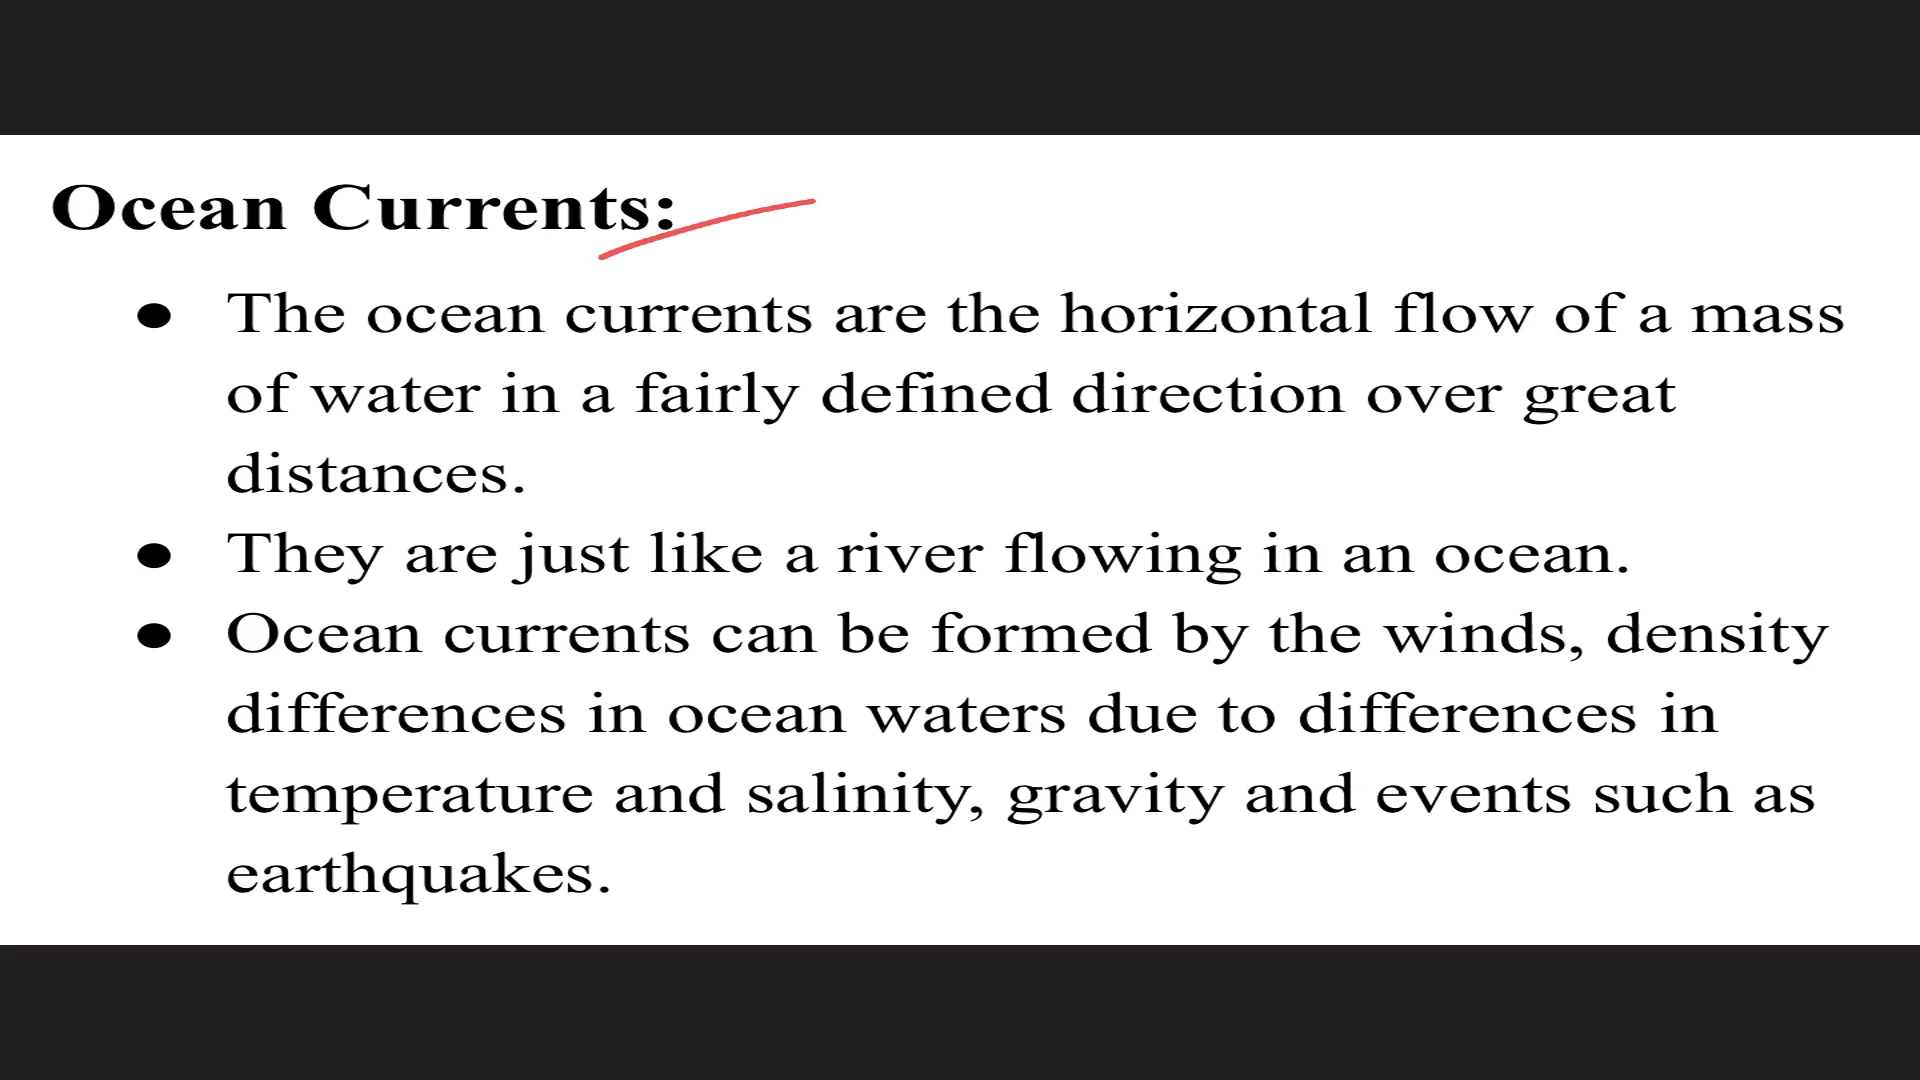 Ocean Currents:
● The ocean currents are the horizontal flow of a mass
of water in a fairly defined direction over great
distances.
● They are just like a river flowing in an ocean.
● Ocean currents can be formed by the winds, density
differences in ocean waters due to differences in
temperature and salinity, gravity and events such as
earthquakes.